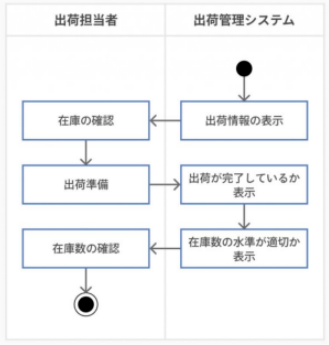 出荷担当者
出荷管理システム
在庫の確認
出荷情報の表示
出荷準備
出荷が完了しているか
表示
在庫数の確認
在庫数の水準が適切か
表示